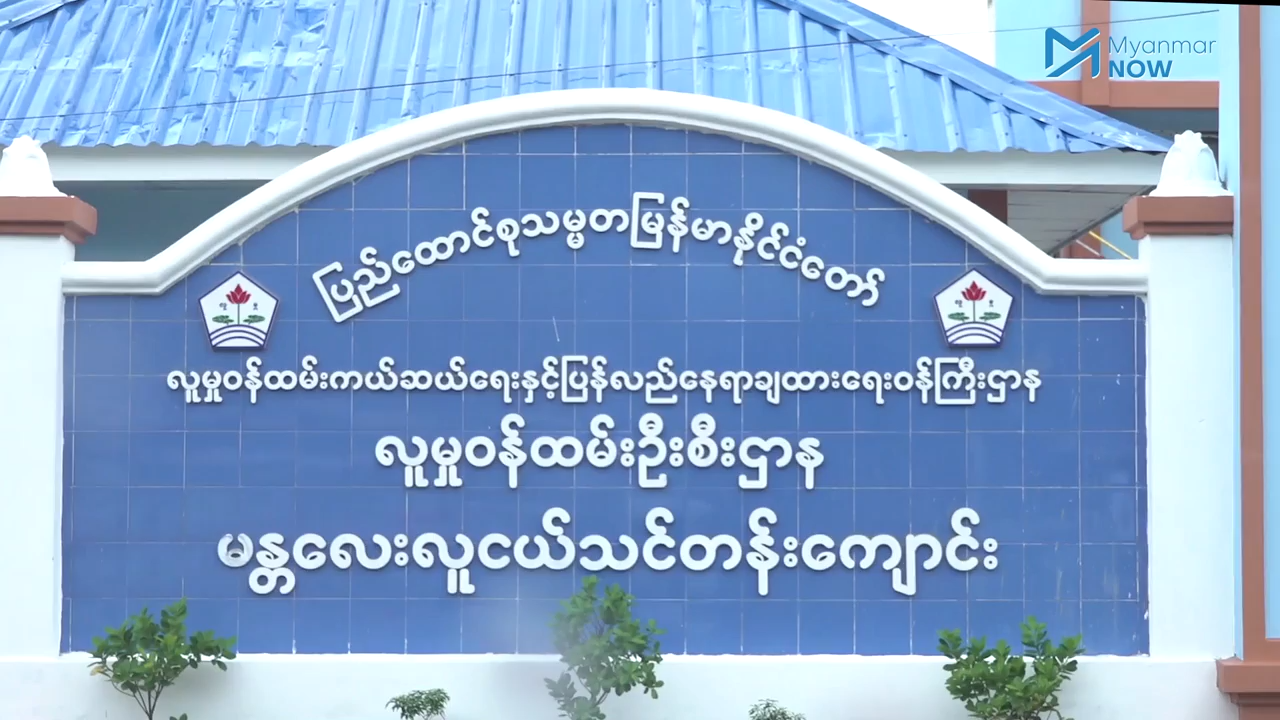 Myanmar
NOW
ပြည်ထောင်စုသမ္မတမြန်မာနိုင်ငံတော်
လူမှုဝန်ထမ်းကယ်ဆယ်ရေးနှင့်ပြန်လည်နေရာချထားရေးဝန်ကြီးဌာန
လူမှုဝန်ထမ်းဦးစီးဌာန
မန္တလေးလူငယ်သင်တန်းကျောင်း